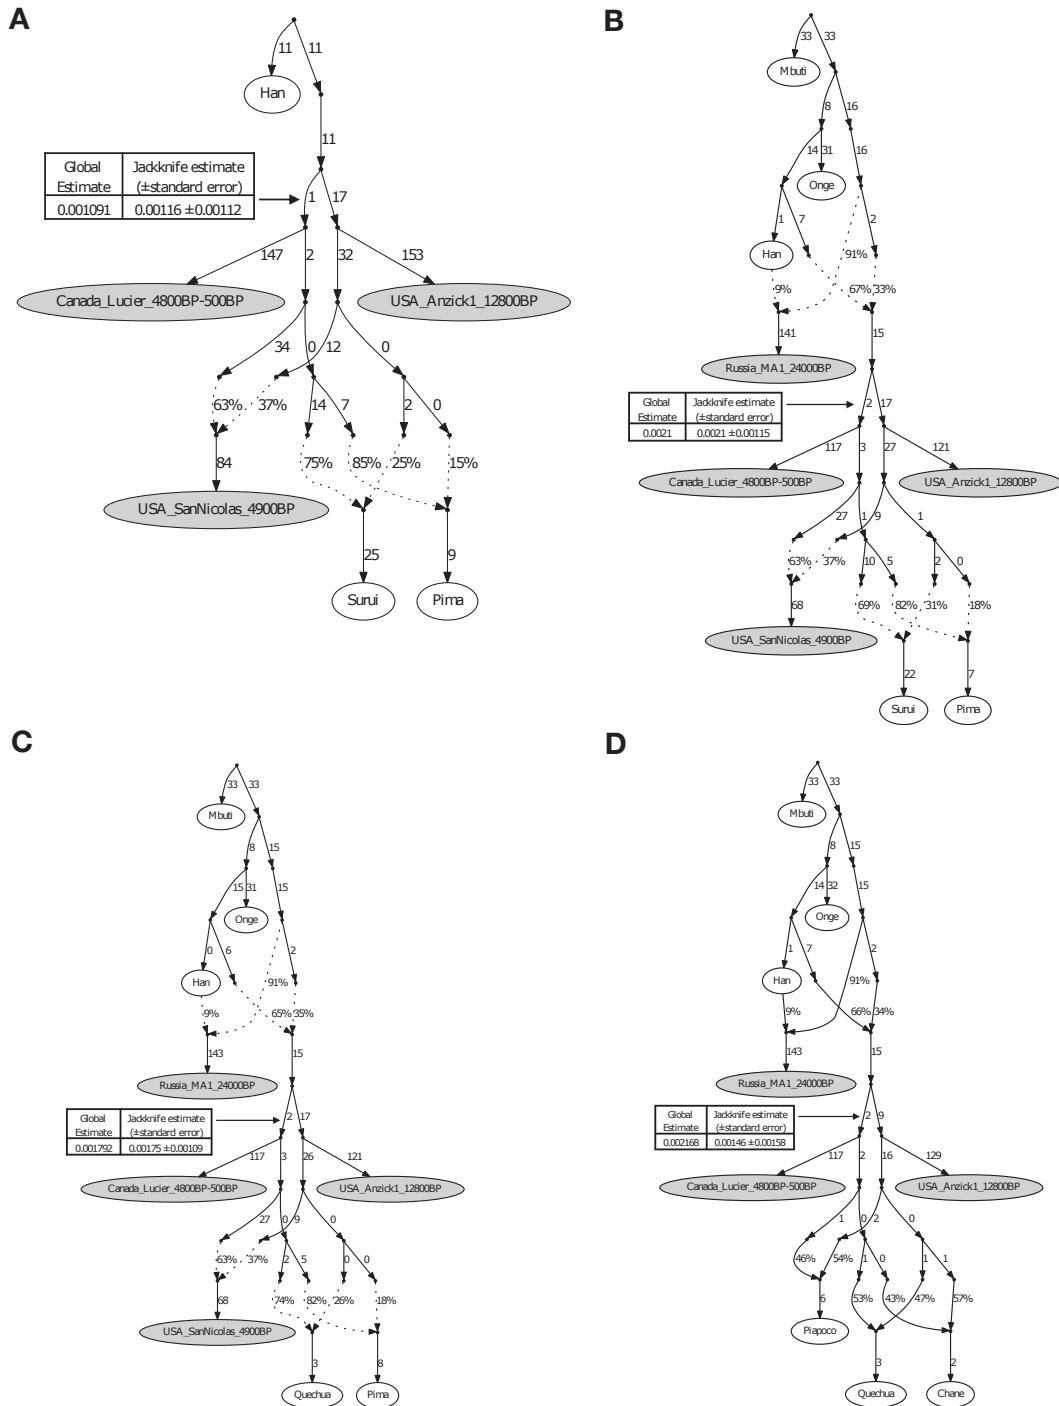 A
11 11
Han
11
Global Estimate
Jackknife estimate (±standard error)
0.001091 0.00116 ±0.00112
1 17
147 2 32 153
Canada_Lucier_4800BP-500BP USA_Anzick1_12800BP
34 0 12 0
63% 37% 14 7 2 0
84 75% 85% 25% 15%
USA_SanNicolas_4900BP
25 9
Surui Pima
B
33 33
Mbuti
8 16
14 31 16
Onge
1 7 2
Han 91%
9% 67% 33%
141 15
Russia_MA1_24000BP
Global Estimate
Jackknife estimate (±standard error)
0.0021 0.0021 ±0.00115
2 17
117 3 27 121
Canada_Lucier_4800BP-500BP USA_Anzick1_12800BP
27 1 9 1
63% 37% 10 5 2 0
68 69% 82% 31% 18%
USA_SanNicolas_4900BP
22 7
Surui Pima
C
33 33
Mbuti
8 15
15 31 15
Onge
0 6 2
Han 91%
9% 65% 35%
143 15
Russia_MA1_24000BP
Global Estimate
Jackknife estimate (±standard error)
0.001792 0.00175 ±0.00109
2 17
117 3 26 121
Canada_Lucier_4800BP-500BP USA_Anzick1_12800BP
27 0 9 0
63% 37% 2 5 0 0
68 74% 82% 26% 18%
USA_SanNicolas_4900BP
3 8
Quechua Pima
D
33 33
Mbuti
8 15
14 32 15
Onge
1 7 2
Han 91%
9% 66% 34%
143 15
Russia_MA1_24000BP
Global Estimate
Jackknife estimate (±standard error)
0.002168 0.00146 ±0.00158
2 9
117 2 16 129
Canada_Lucier_4800BP-500BP USA_Anzick1_12800BP
1 0 2 0
46% 54% 1 0 1 1
6 53% 43% 47% 57%
Piapoco
3 2
Quechua Chane